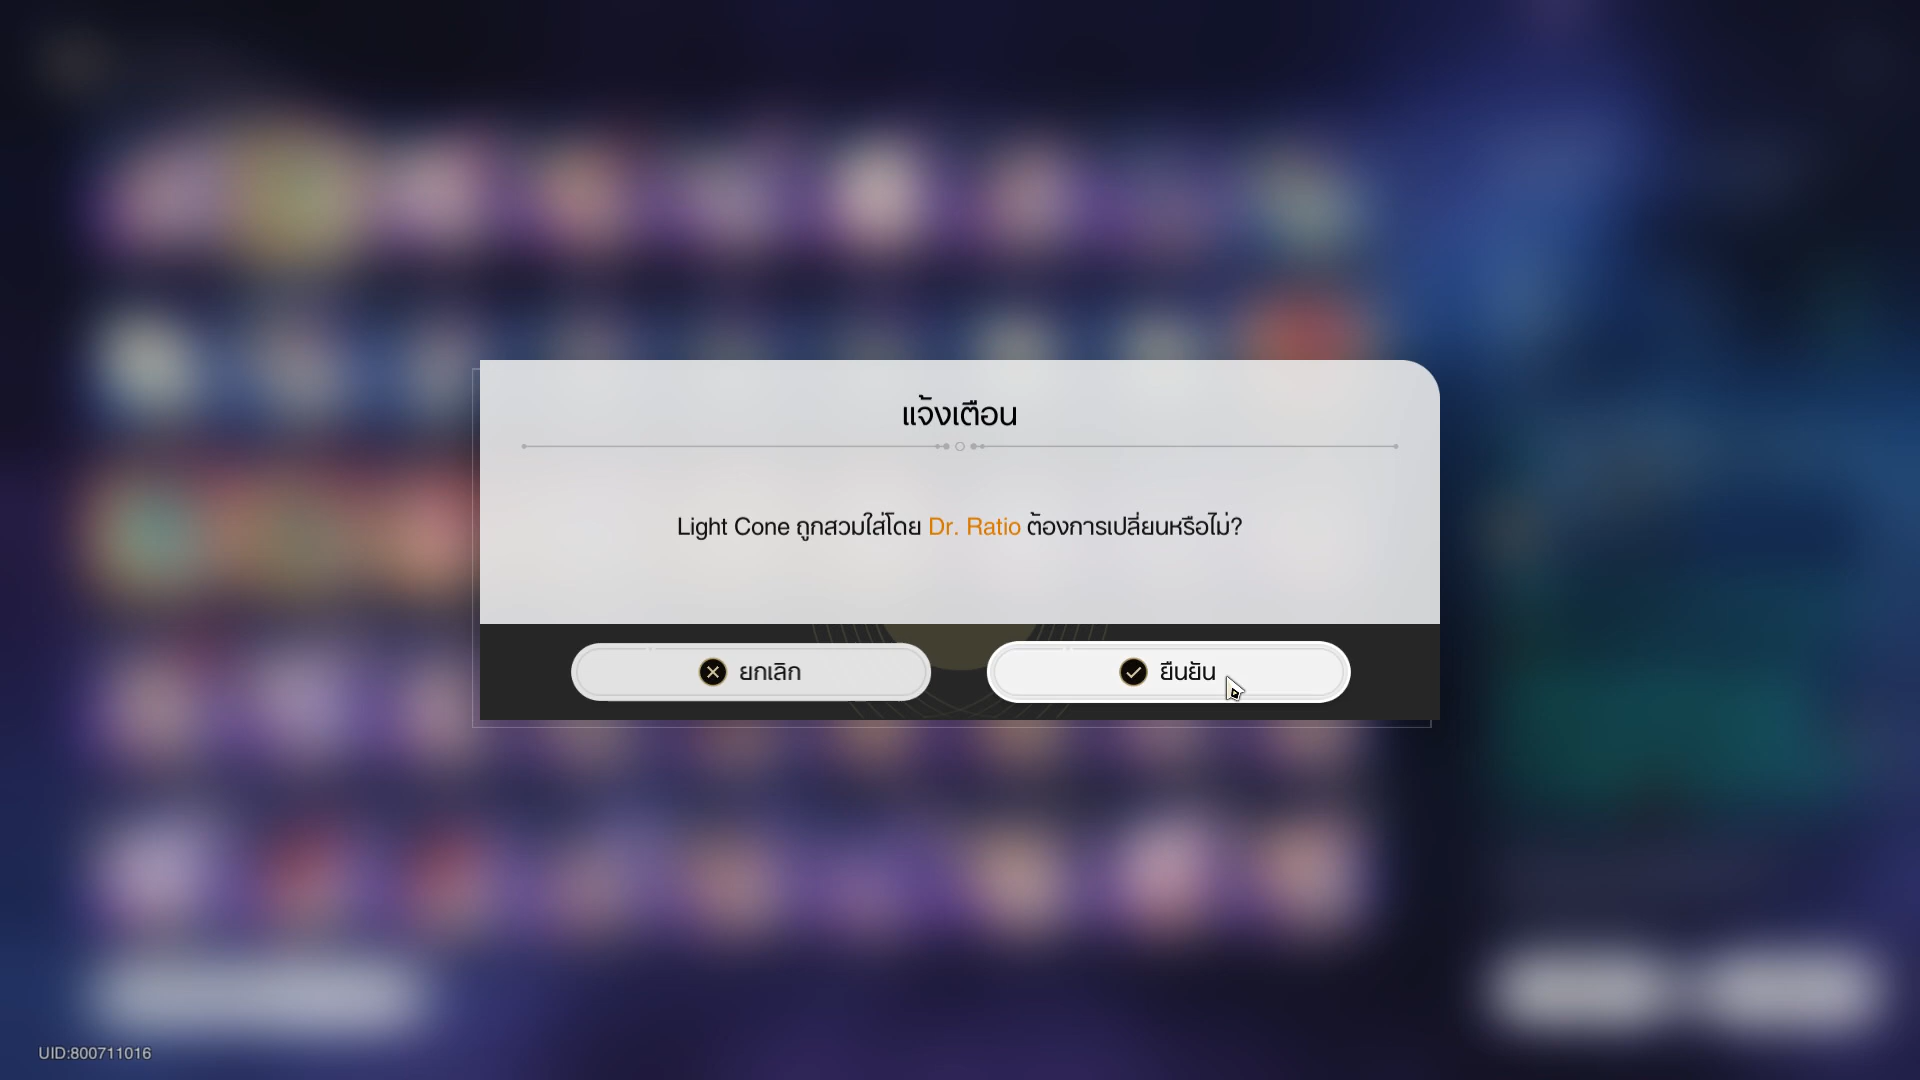 แจ้งเตือน
Light Cone ถูกสวมใส่โดย Dr. Ratio ต้องการเปลี่ยนหรือไม่?
ยกเลิก
ยืนยัน
UID:800711016